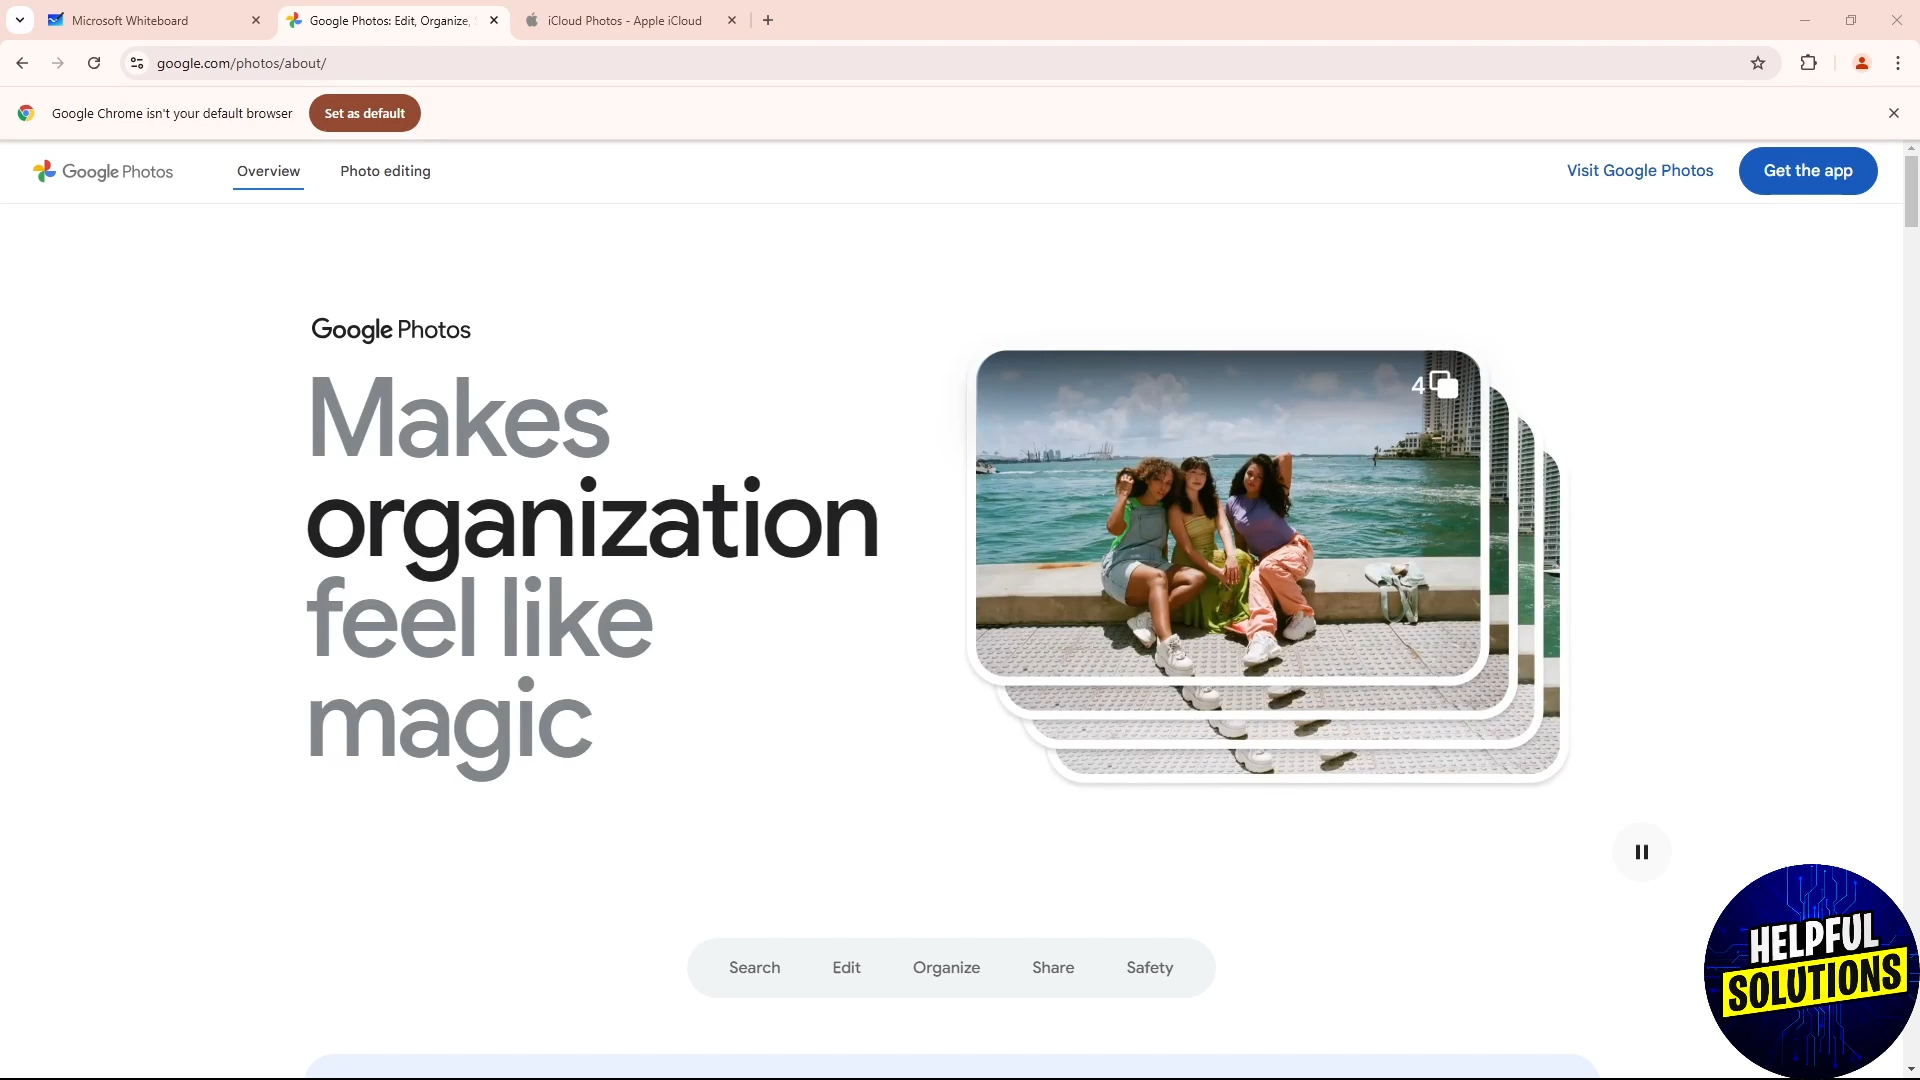 Microsoft Whiteboard
Google Photos: Edit, Organize,
iCloud Photos - Apple iCloud
google.com/photos/about/
Google Chrome isn't your default browser
Set as default
Google Photos
Overview
Photo editing
Visit Google Photos
Get the app
Google Photos
Makes
organization
feel like
magic
4
Search
Edit
Organize
Share
Safety
HELPFUL
SOLUTIONS